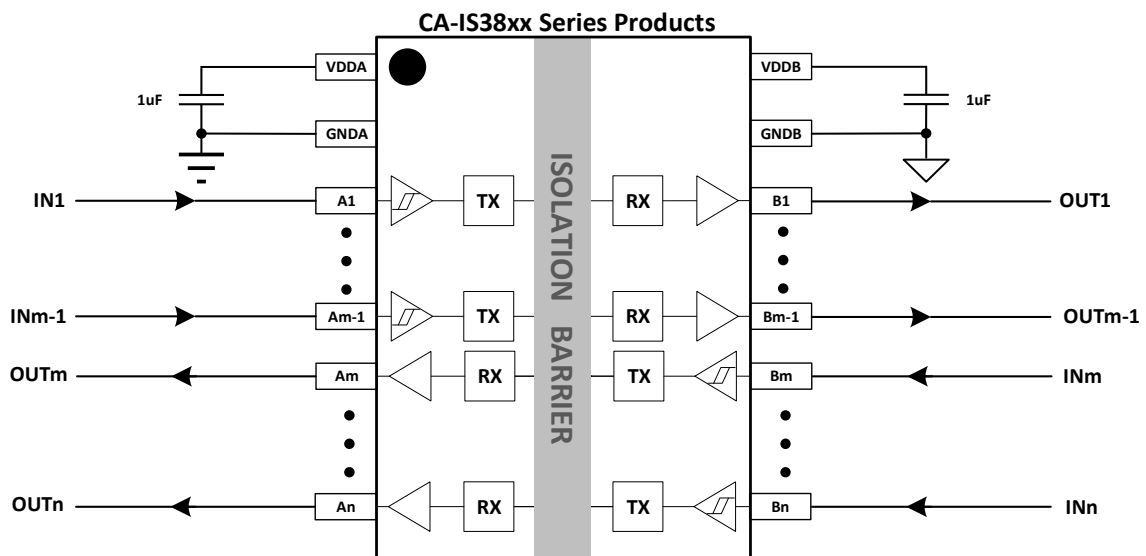 CA-IS38xx Series Products
VDDA
VDDB
1uF
1uF
GNDA
GNDB
ISOLATION BARRIER
IN1
A1
TX
RX
B1
OUT1
INm-1
Am-1
TX
RX
Bm-1
OUTm-1
OUTm
Am
RX
TX
Bm
INm
OUTn
An
RX
TX
Bn
INn